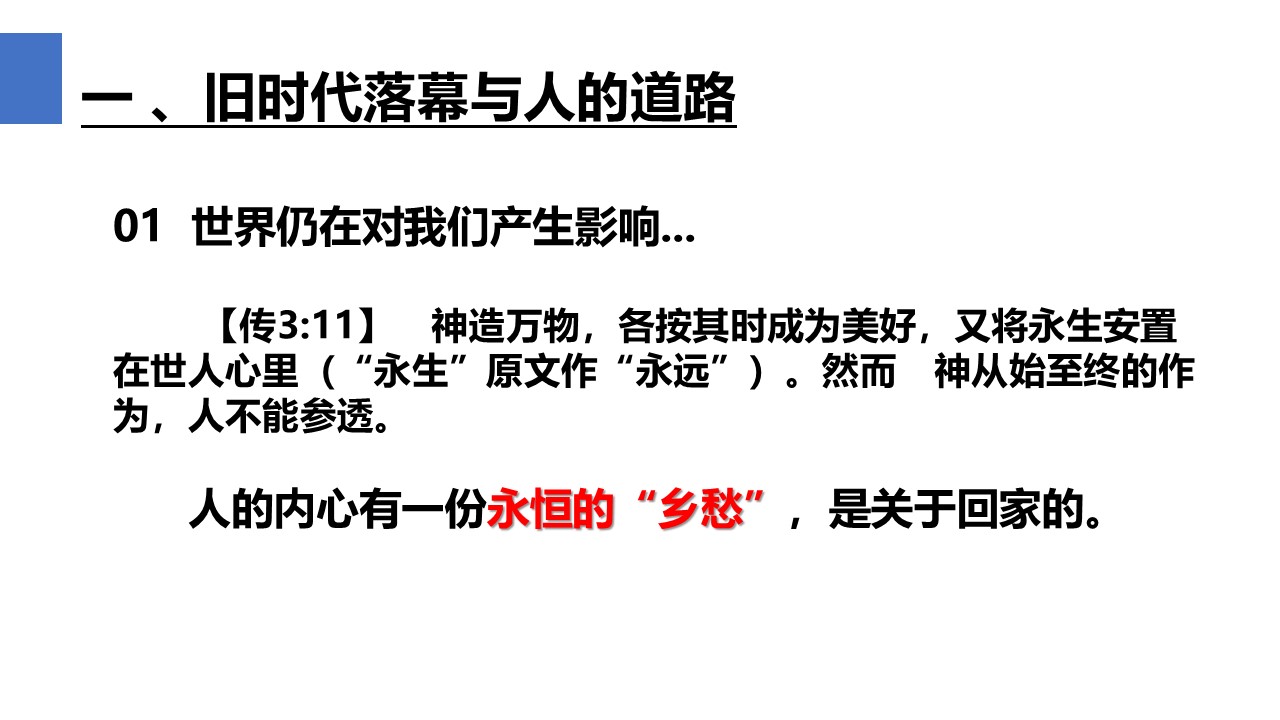 一 、旧时代落幕与人的道路
01 世界仍在对我们产生影响...
【传3:11】　神造万物，各按其时成为美好，又将永生安置
在世人心里（“永生”原文作“永远”）。然而　神从始至终的作
为，人不能参透。
人的内心有一份永恒的“乡愁”，是关于回家的。